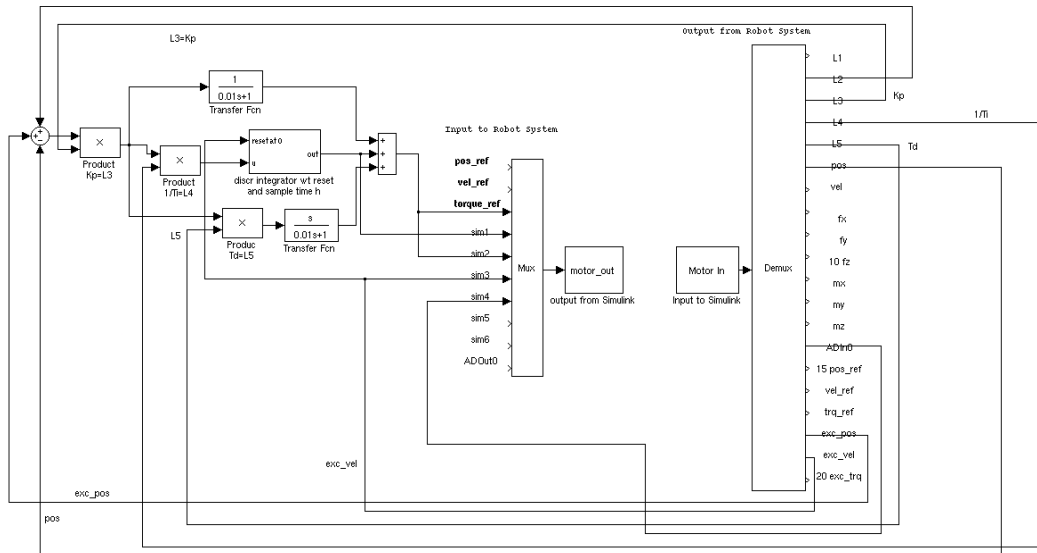 Output from Robot System
L3=Kp
L1
L2
L3
Kp
L4
1/Ti
L5
Td
pos
vel
fx
fy
10 fz
mx
my
mz
ADIn0
15 pos_ref
vel_ref
trq_ref
exc_pos
exc_vel
20 exc_trq
1
0.01s+1
Transfer Fcn
Product
Kp=L3
Product
1/Ti=L4
resetat0
u
out
discr integrator wt reset
and sample time h
L5
Produc
Td=L5
s
0.01s+1
Transfer Fcn
Input to Robot System
pos_ref
vel_ref
torque_ref
sim1
sim2
sim3
sim4
sim5
sim6
ADOut0
Mux
motor_out
output from Simulink
Motor In
Input to Simulink
Demux
exc_vel
exc_pos
pos